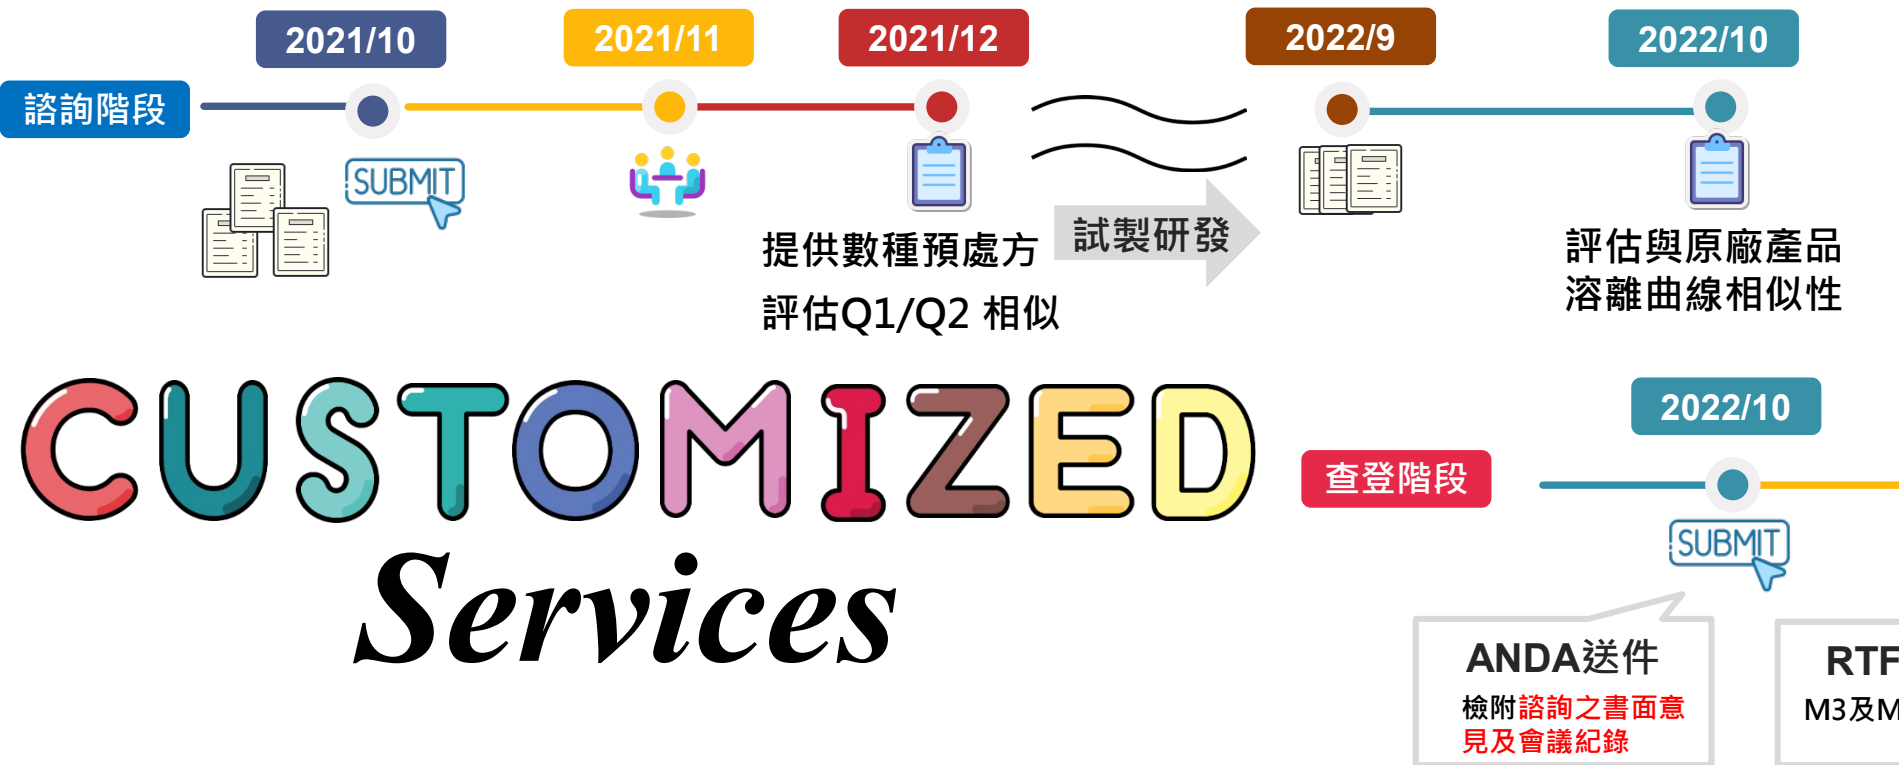 2021/10
2021/11
2021/12
2022/9
2022/10
諮詢階段
SUBMIT
提供數種預處方
評估Q1/Q2 相似
試製研發
評估與原廠產品
溶離曲線相似性
CUSTOMIZED
Services
2022/10
查登階段
SUBMIT
ANDA送件
檢附諮詢之書面意
見及會議紀錄
RTF
M3及M